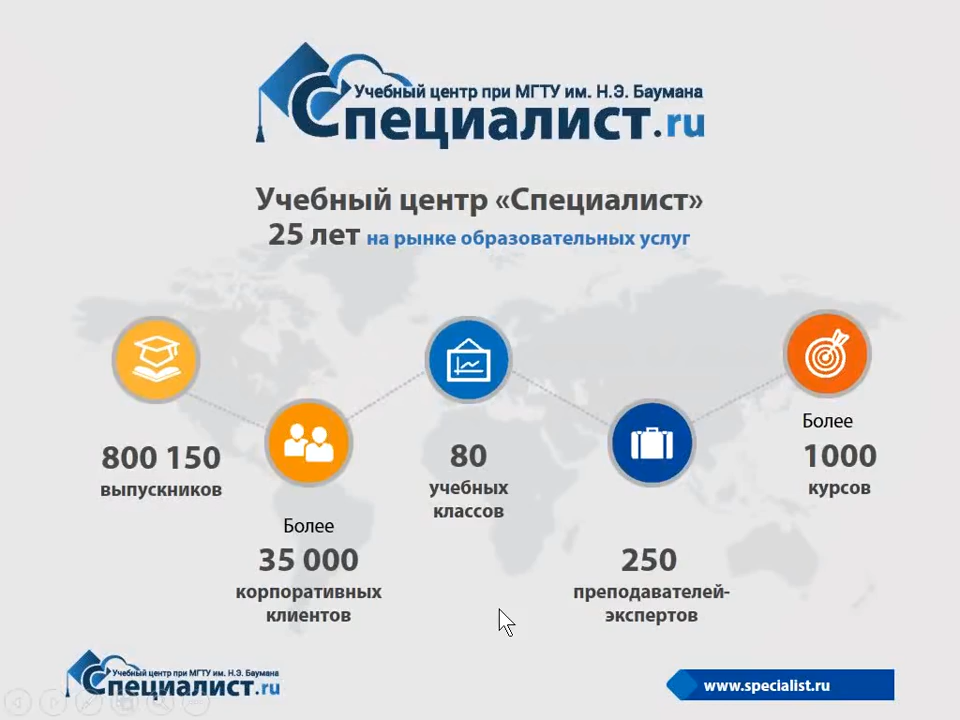 Учебный центр при МГТУ им. Н.Э. Баумана
Специалист.ru
Учебный центр «Специалист»
25 лет на рынке образовательных услуг
800 150
выпускников
Более
35 000
корпоративных
клиентов
80
учебных
классов
250
преподавателей-
экспертов
Более
1000
курсов
Учебный центр при МГТУ им. Н.Э. Баумана
Специалист.ru
www.specialist.ru